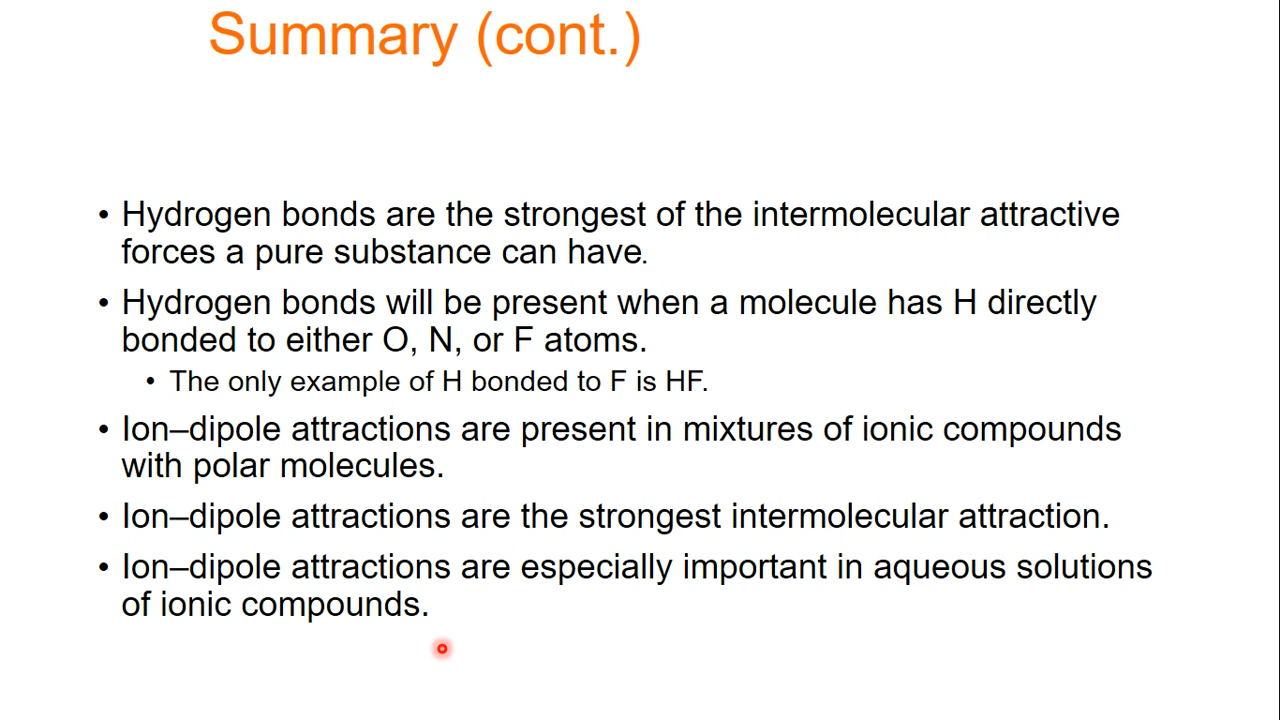 Summary (cont.)
• Hydrogen bonds are the strongest of the intermolecular attractive
forces a pure substance can have.
• Hydrogen bonds will be present when a molecule has H directly
bonded to either O, N, or F atoms.
• The only example of H bonded to F is HF.
• Ion–dipole attractions are present in mixtures of ionic compounds
with polar molecules.
• Ion–dipole attractions are the strongest intermolecular attraction.
• Ion–dipole attractions are especially important in aqueous solutions
of ionic compounds.